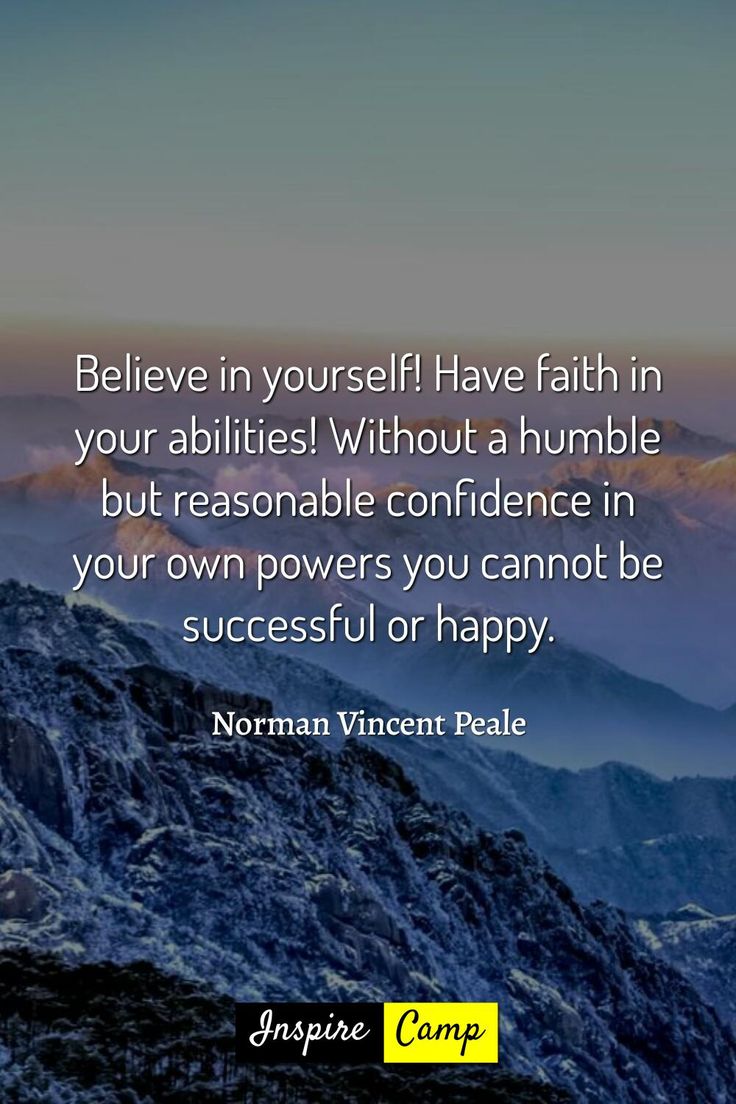 Believe in yourself! Have faith in
your abilities! Without a humble
but reasonable confidence in
your own powers you cannot be
successful or happy.
Norman Vincent Peale
Inspire Camp